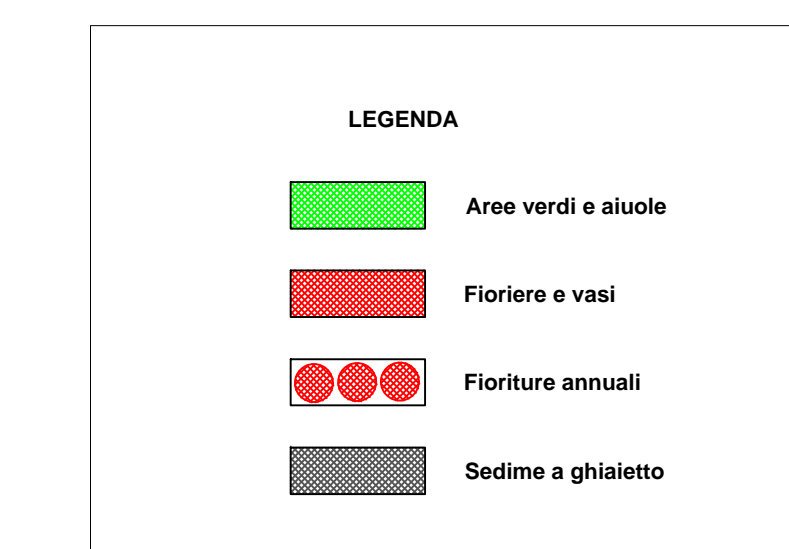 LEGENDA
Aree verdi e aiuole
Fioriere e vasi
Fioriture annuali
Sedime a ghiaietto